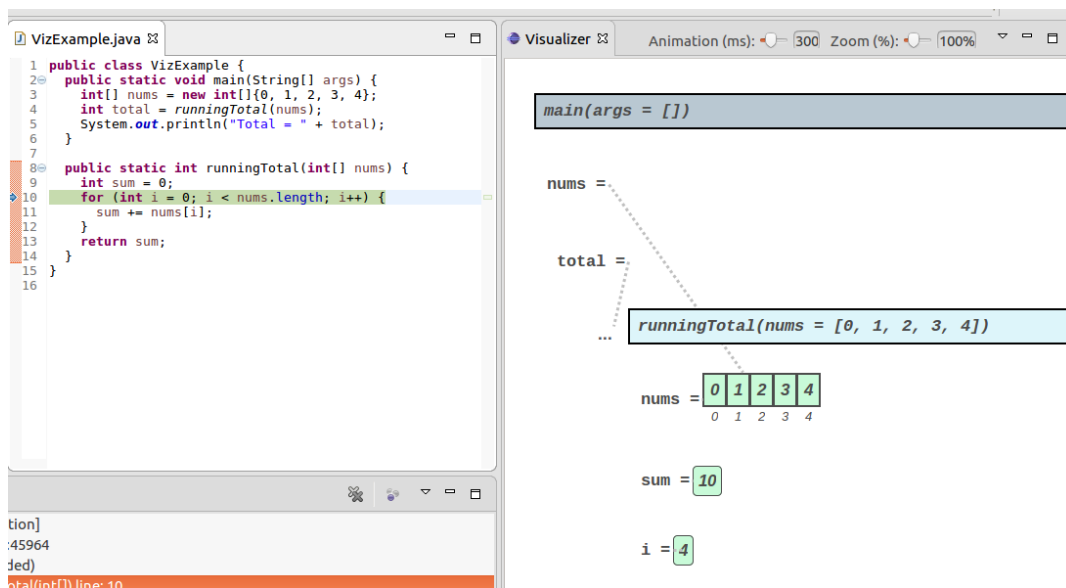 VizExample.java
1 public class VizExample {
2 public static void main(String[] args) {
3 int[] nums = new int[]{0, 1, 2, 3, 4};
4 int total = runningTotal(nums);
5 System.out.println("Total = " + total);
6 }
7
8 public static int runningTotal(int[] nums) {
9 int sum = 0;
10 for (int i = 0; i < nums.length; i++) {
11 sum += nums[i];
12 }
13 return sum;
14 }
15 }
16
tion]
:45964
ded)
otal(int[]) line: 10
Visualizer Animation (ms): 300 Zoom (%): 100%
main(args = [])
nums =
total =
...
runningTotal(nums = [0, 1, 2, 3, 4])
nums = 0 1 2 3 4
0 1 2 3 4
sum = 10
i = 4